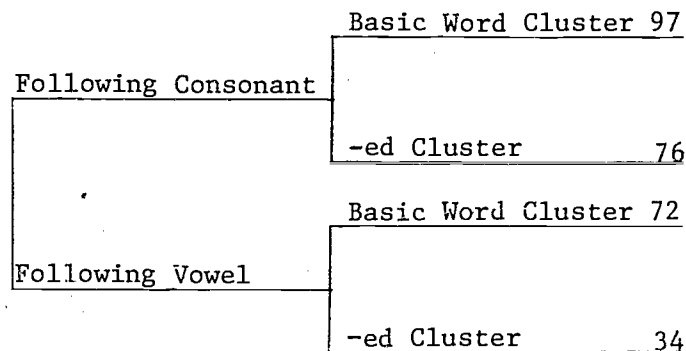 Basic Word Cluster 97
Following Consonant
-ed Cluster 76
Basic Word Cluster 72
Following Vowel
-ed Cluster 34